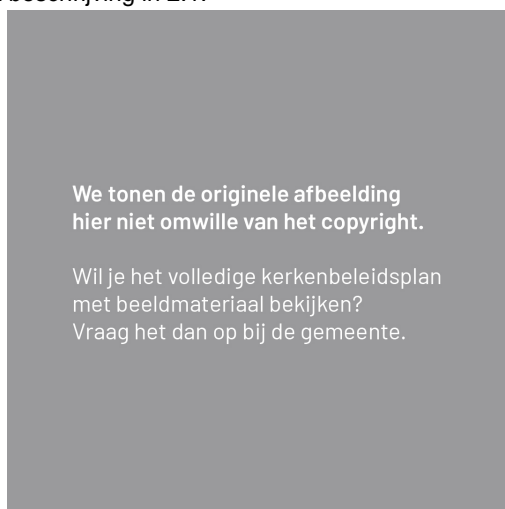 We tonen de originele afbeelding
hier niet omwille van het copyright.
Wil je het volledige kerkenbeleidsplan
met beeldmateriaal bekijken?
Vraag het dan op bij de gemeente.